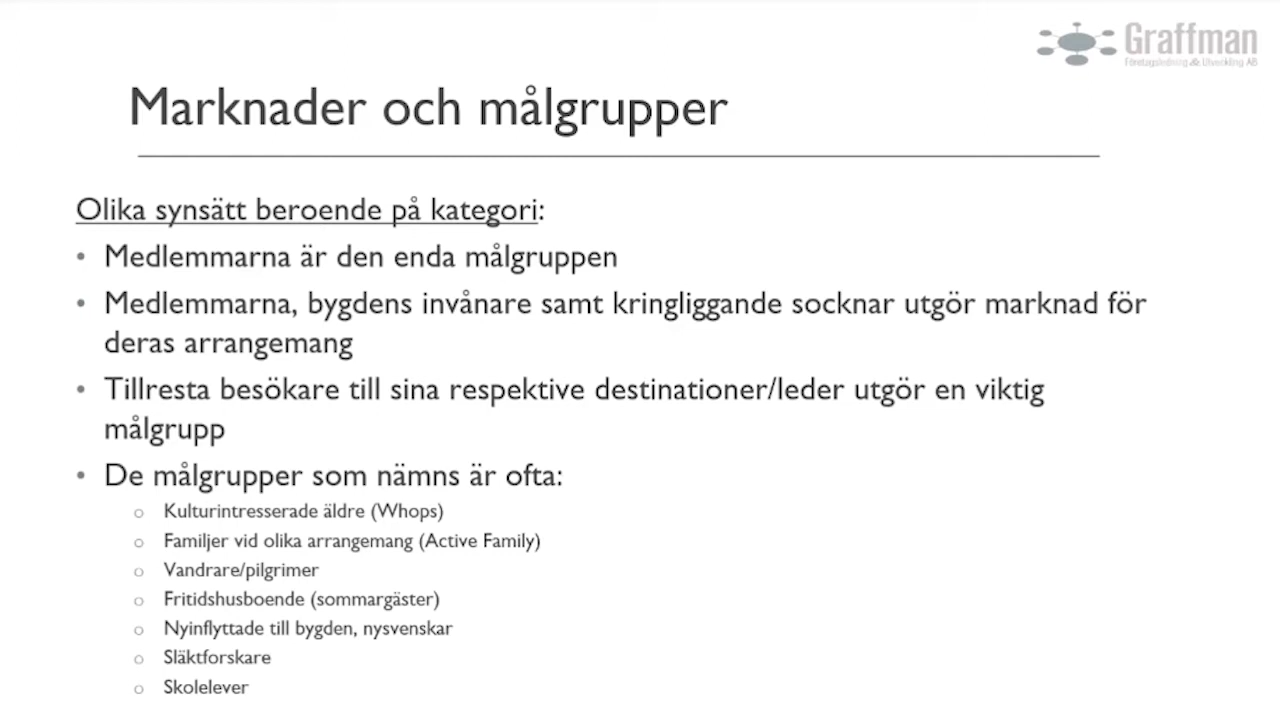 Graffman
Företagsledning & Utveckling AB
Marknader och målgrupper
Olika synsätt beroende på kategori:
• Medlemmarna är den enda målgruppen
• Medlemmarna, bygdens invånare samt kringliggande socknar utgör marknad för
deras arrangemang
• Tillresta besökare till sina respektive destinationer/leder utgör en viktig
målgrupp
• De målgrupper som nämns är ofta:
o Kulturintresserade äldre (Whops)
o Familjer vid olika arrangemang (Active Family)
o Vandrare/pilgrimer
o Fritidshusboende (sommargäster)
o Nyinflyttade till bygden, nysvenskar
o Släktforskare
o Skolelever